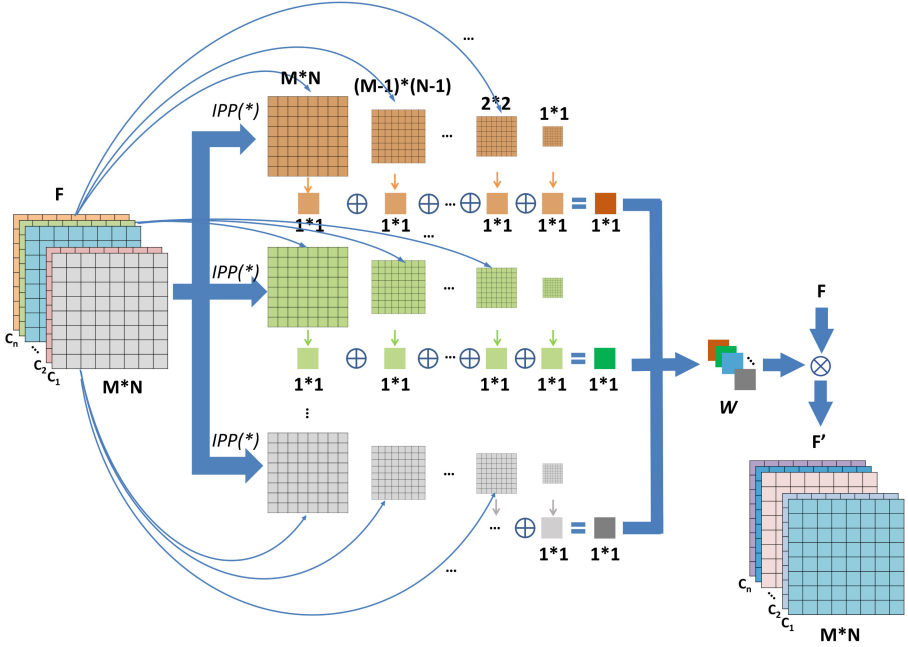 ...
M*N (M-1)*(N-1) 2*2 1*1
IPP(*)
...
⊕ ⊕ ... ⊕ ⊕ =
1*1 1*1 1*1 1*1 1*1
F
...
IPP(*)
...
⊕ ⊕ ... ⊕ ⊕ =
1*1 1*1 1*1 1*1 1*1
Cn ... C2 C1
M*N
...
IPP(*)
...
... ⊕ =
1*1 1*1
...
F
... ⊗
W
F'
Cn ... C2 C1
M*N